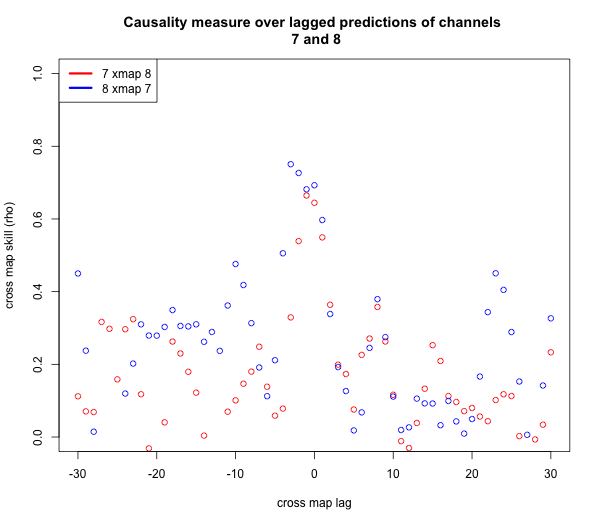 Causality measure over lagged predictions of channels
7 and 8
7 xmap 8
8 xmap 7
cross map skill (rho)
1.0
0.8
0.6
0.4
0.2
0.0
-30 -20 -10 0 10 20 30
cross map lag